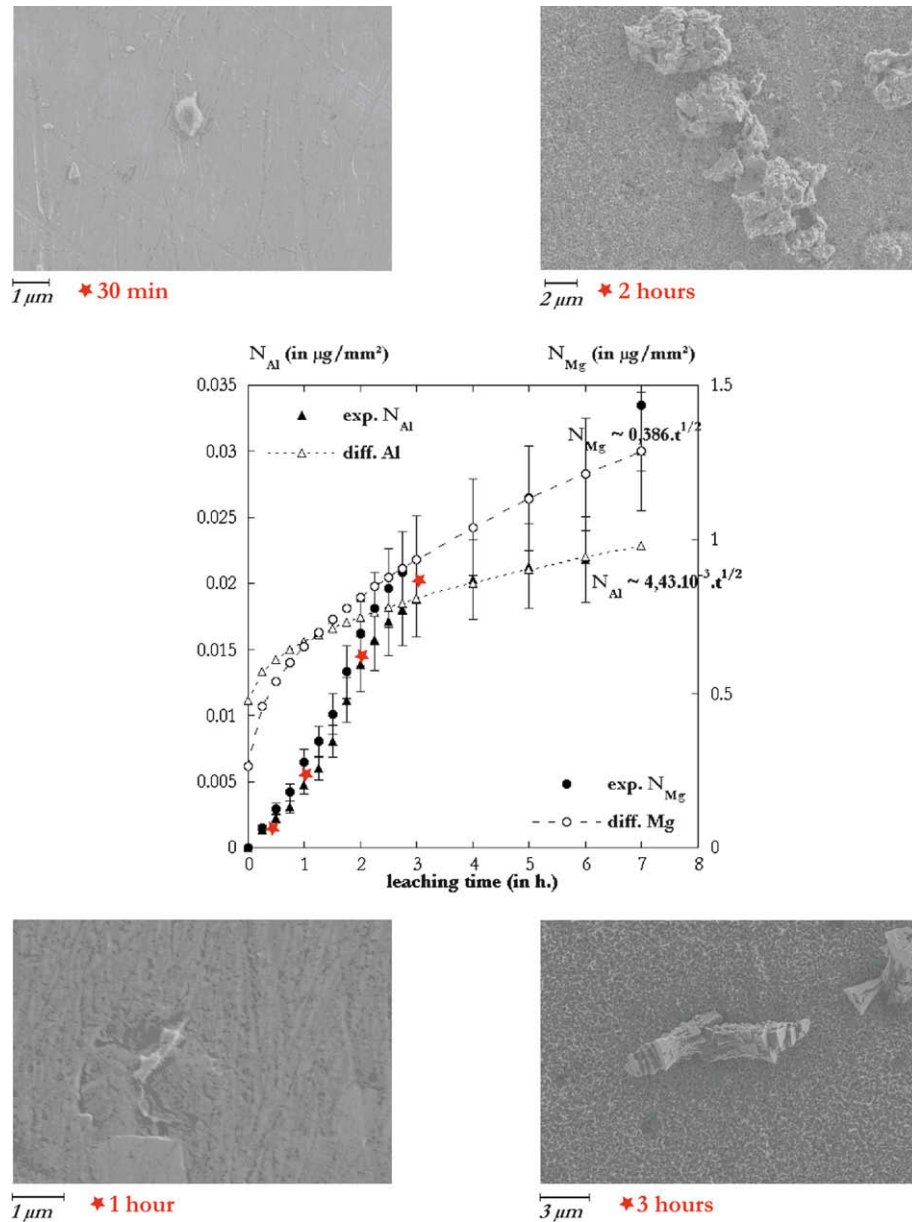 1 µm ★ 30 min
2 µm ★ 2 hours
N_Al (in µg/mm²)
N_Mg (in µg/mm²)
0.035
0.03
0.025
0.02
0.015
0.01
0.005
0
1.5
1
0.5
0
exp. N_Al
diff. Al
N_Mg ~ 0,386.t^1/2
N_Al ~ 4,43.10^-3.t^1/2
exp. N_Mg
diff. Mg
0 1 2 3 4 5 6 7 8
leaching time (in h.)
1 µm ★ 1 hour
3 µm ★ 3 hours